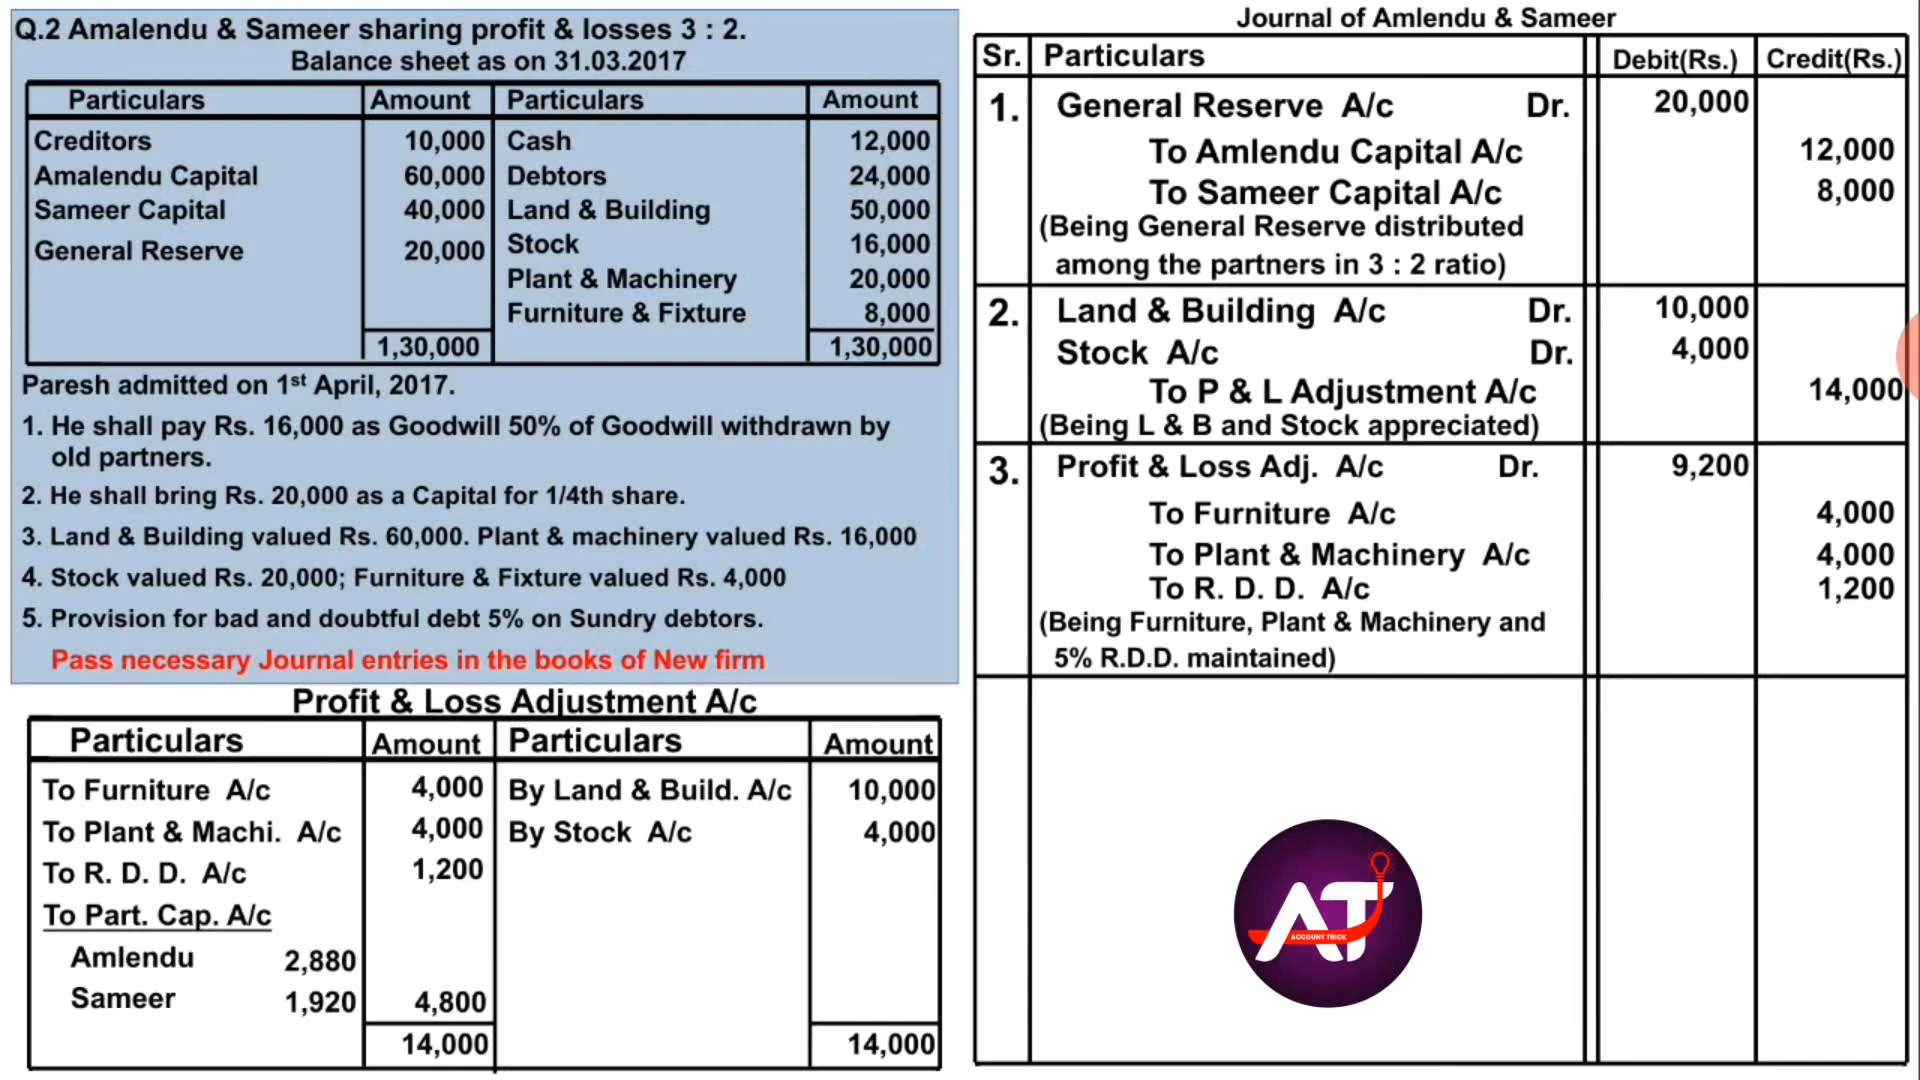 Q.2 Amalendu & Sameer sharing profit & losses 3 : 2.
Balance sheet as on 31.03.2017
Particulars Amount Particulars Amount
Creditors 10,000 Cash 12,000
Amalendu Capital 60,000 Debtors 24,000
Sameer Capital 40,000 Land & Building 50,000
General Reserve 20,000 Stock 16,000
Plant & Machinery 20,000
Furniture & Fixture 8,000
1,30,000 1,30,000
Paresh admitted on 1st April, 2017.
1. He shall pay Rs. 16,000 as Goodwill 50% of Goodwill withdrawn by
old partners.
2. He shall bring Rs. 20,000 as a Capital for 1/4th share.
3. Land & Building valued Rs. 60,000. Plant & machinery valued Rs. 16,000
4. Stock valued Rs. 20,000; Furniture & Fixture valued Rs. 4,000
5. Provision for bad and doubtful debt 5% on Sundry debtors.
Pass necessary Journal entries in the books of New firm
Profit & Loss Adjustment A/c
Particulars Amount Particulars Amount
To Furniture A/c 4,000 By Land & Build. A/c 10,000
To Plant & Machi. A/c 4,000 By Stock A/c 4,000
To R. D. D. A/c 1,200
To Part. Cap. A/c
Amlendu 2,880
Sameer 1,920 4,800
14,000 14,000
Journal of Amlendu & Sameer
Sr. Particulars Debit(Rs.) Credit(Rs.)
1. General Reserve A/c Dr. 20,000
To Amlendu Capital A/c 12,000
To Sameer Capital A/c 8,000
(Being General Reserve distributed
among the partners in 3 : 2 ratio)
2. Land & Building A/c Dr. 10,000
Stock A/c Dr. 4,000
To P & L Adjustment A/c 14,000
(Being L & B and Stock appreciated)
3. Profit & Loss Adj. A/c Dr. 9,200
To Furniture A/c 4,000
To Plant & Machinery A/c 4,000
To R. D. D. A/c 1,200
(Being Furniture, Plant & Machinery and
5% R.D.D. maintained)
AT
ACCOUNT TRICK